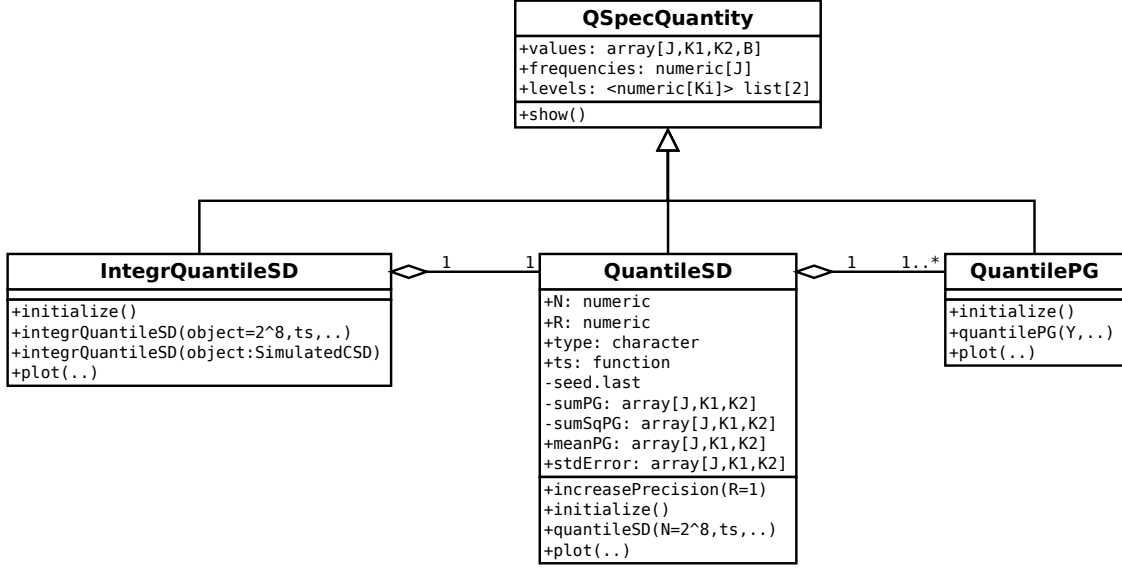 QSpecQuantity
+values: array[J,K1,K2,B]
+frequencies: numeric[J]
+levels: <numeric[Ki]> list[2]
+show()
IntegrQuantileSD
+initialize()
+integrQuantileSD(object=2^8,ts,..)
+integrQuantileSD(object:SimulatedCSD)
+plot(..)
1
1
QuantileSD
+N: numeric
+R: numeric
+type: character
+ts: function
-seed.last
-sumPG: array[J,K1,K2]
-sumSqPG: array[J,K1,K2]
+meanPG: array[J,K1,K2]
+stdError: array[J,K1,K2]
+increasePrecision(R=1)
+initialize()
+quantileSD(N=2^8,ts,..)
+plot(..)
1
1..*
QuantilePG
+initialize()
+quantilePG(Y,..)
+plot(..)